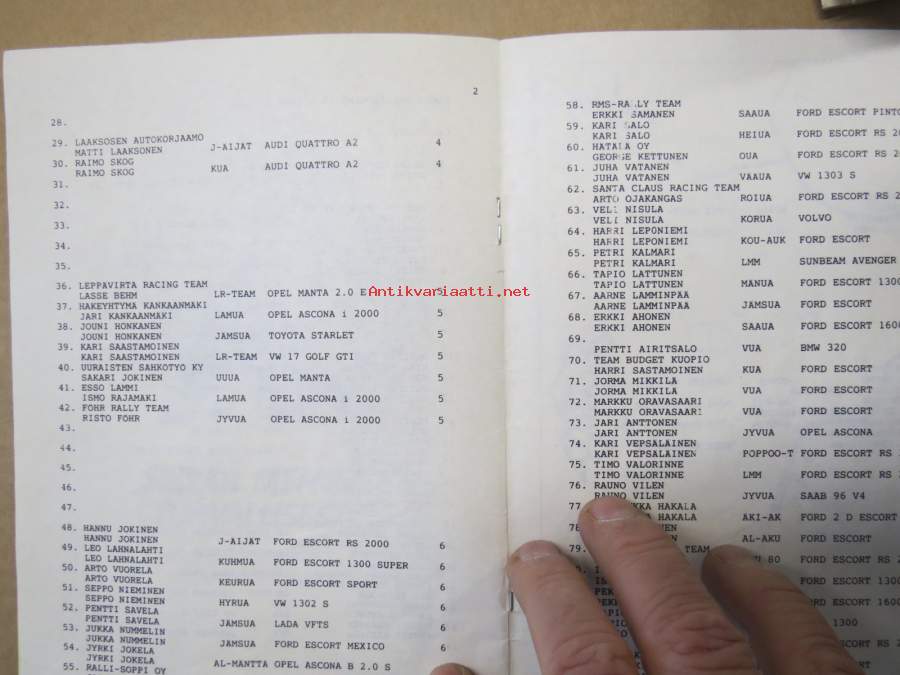 2
28.
29. LAAKSOSEN AUTOKORJAAMO
MATTI LAAKSONEN J-AIJAT AUDI QUATTRO A2 4
30. RAIMO SKOG
RAIMO SKOG KUA AUDI QUATTRO A2 4
31.
32.
33.
34.
35.
36. LEPPAVIRTA RACING TEAM
LASSE BEHM LR-TEAM OPEL MANTA 2.0 E 5
37. HAKEYHTYMA KANKAANMAKI
JARI KANKAANMAKI LAMUA OPEL ASCONA i 2000 5
38. JOUNI HONKANEN
JOUNI HONKANEN JAMSUA TOYOTA STARLET 5
39. KARI SAASTAMOINEN
KARI SAASTAMOINEN LR-TEAM VW 17 GOLF GTI 5
40. UURAISTEN SAHKOTYO KY
SAKARI JOKINEN UUUA OPEL MANTA 5
41. ESSO LAMMI
ISMO RAJAMAKI LAMUA OPEL ASCONA i 2000 5
42. FOHR RALLY TEAM
RISTO FOHR JYVUA OPEL ASCONA i 2000 5
43.
44.
45.
46.
47.
48. HANNU JOKINEN
HANNU JOKINEN J-AIJAT FORD ESCORT RS 2000 6
49. LEO LAHNALAHTI
LEO LAHNALAHTI KUHMUA FORD ESCORT 1300 SUPER 6
50. ARTO VUORELA
ARTO VUORELA KEURUA FORD ESCORT SPORT 6
51. SEPPO NIEMINEN
SEPPO NIEMINEN HYRUA VW 1302 S 6
52. PENTTI SAVELA
PENTTI SAVELA JAMSUA LADA VFTS 6
53. JUKKA NUMMELIN
JUKKA NUMMELIN JAMSUA FORD ESCORT MEXICO 6
54. JYRKI JOKELA
JYRKI JOKELA AL-MANTTA OPEL ASCONA B 2.0 S
55. RALLI-SOPPI OY
58. RMS-RALLY TEAM
ERKKI SAMANEN SAAUA FORD ESCORT PINTO
59. KARI SALO
KARI SALO HEIUA FORD ESCORT RS
60. HATALA OY
GEORGE KETTUNEN OUA FORD ESCORT RS
61. JUHA VATANEN
JUHA VATANEN VAAUA VW 1303 S
62. SANTA CLAUS RACING TEAM
ARTO OJAKANGAS ROIUA FORD ESCORT RS
63. VELI NISULA
VELI NISULA KORUA VOLVO
64. HARRI LEPONIEMI
HARRI LEPONIEMI KOU-AUK FORD ESCORT
65. PETRI KALMARI
PETRI KALMARI LMM SUNBEAM AVENGER
66. TAPIO LATTUNEN
TAPIO LATTUNEN MANUA FORD ESCORT 1300
67. AARNE LAMMINPAA
AARNE LAMMINPAA JAMSUA FORD ESCORT
68. ERKKI AHONEN
ERKKI AHONEN SAAUA FORD ESCORT 1600
69.
PENTTI AIRITSALO VUA BMW 320
70. TEAM BUDGET KUOPIO
HARRI SASTAMOINEN KUA FORD ESCORT
71. JORMA MIKKILA
JORMA MIKKILA VUA FORD ESCORT
72. MARKKU ORAVASAARI
MARKKU ORAVASAARI VUA FORD ESCORT
73. JARI ANTTONEN
JARI ANTTONEN JYVUA OPEL ASCONA
74. KARI VEPSALAINEN
KARI VEPSALAINEN POPPOO-T FORD ESCORT RS
75. TIMO VALORINNE
TIMO VALORINNE LMM FORD ESCORT RS
76. RAUNO VILEN
RAUNO VILEN JYVUA SAAB 96 V4
77. HAKALA
HAKALA AKI-AK FORD 2 D ESCORT
78.
AL-AKU FORD ESCORT
79. TEAM
80 FORD ESCORT RS
FORD ESCORT 1300
FORD ESCORT 1600
1300
ESCORT RS
ESCORT
Antikvariaatti.net